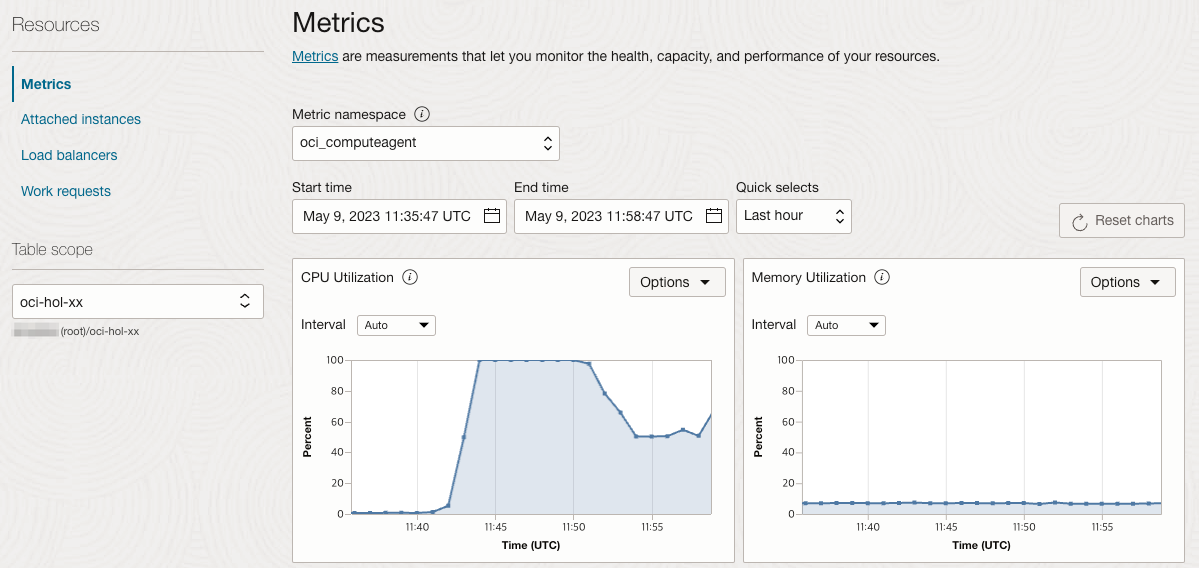 Resources
Metrics
Attached instances
Load balancers
Work requests
Table scope
oci-hol-xx
(root)/oci-hol-xx
Metrics
Metrics are measurements that let you monitor the health, capacity, and performance of your resources.
Metric namespace i
oci_computeagent
Start time End time Quick selects
May 9, 2023 11:35:47 UTC May 9, 2023 11:58:47 UTC Last hour Reset charts
CPU Utilization i Options
Interval Auto
100
80
60
40
20
0
Percent
11:40 11:45 11:50 11:55
Time (UTC)
Memory Utilization i Options
Interval Auto
100
80
60
40
20
0
Percent
11:40 11:45 11:50 11:55
Time (UTC)